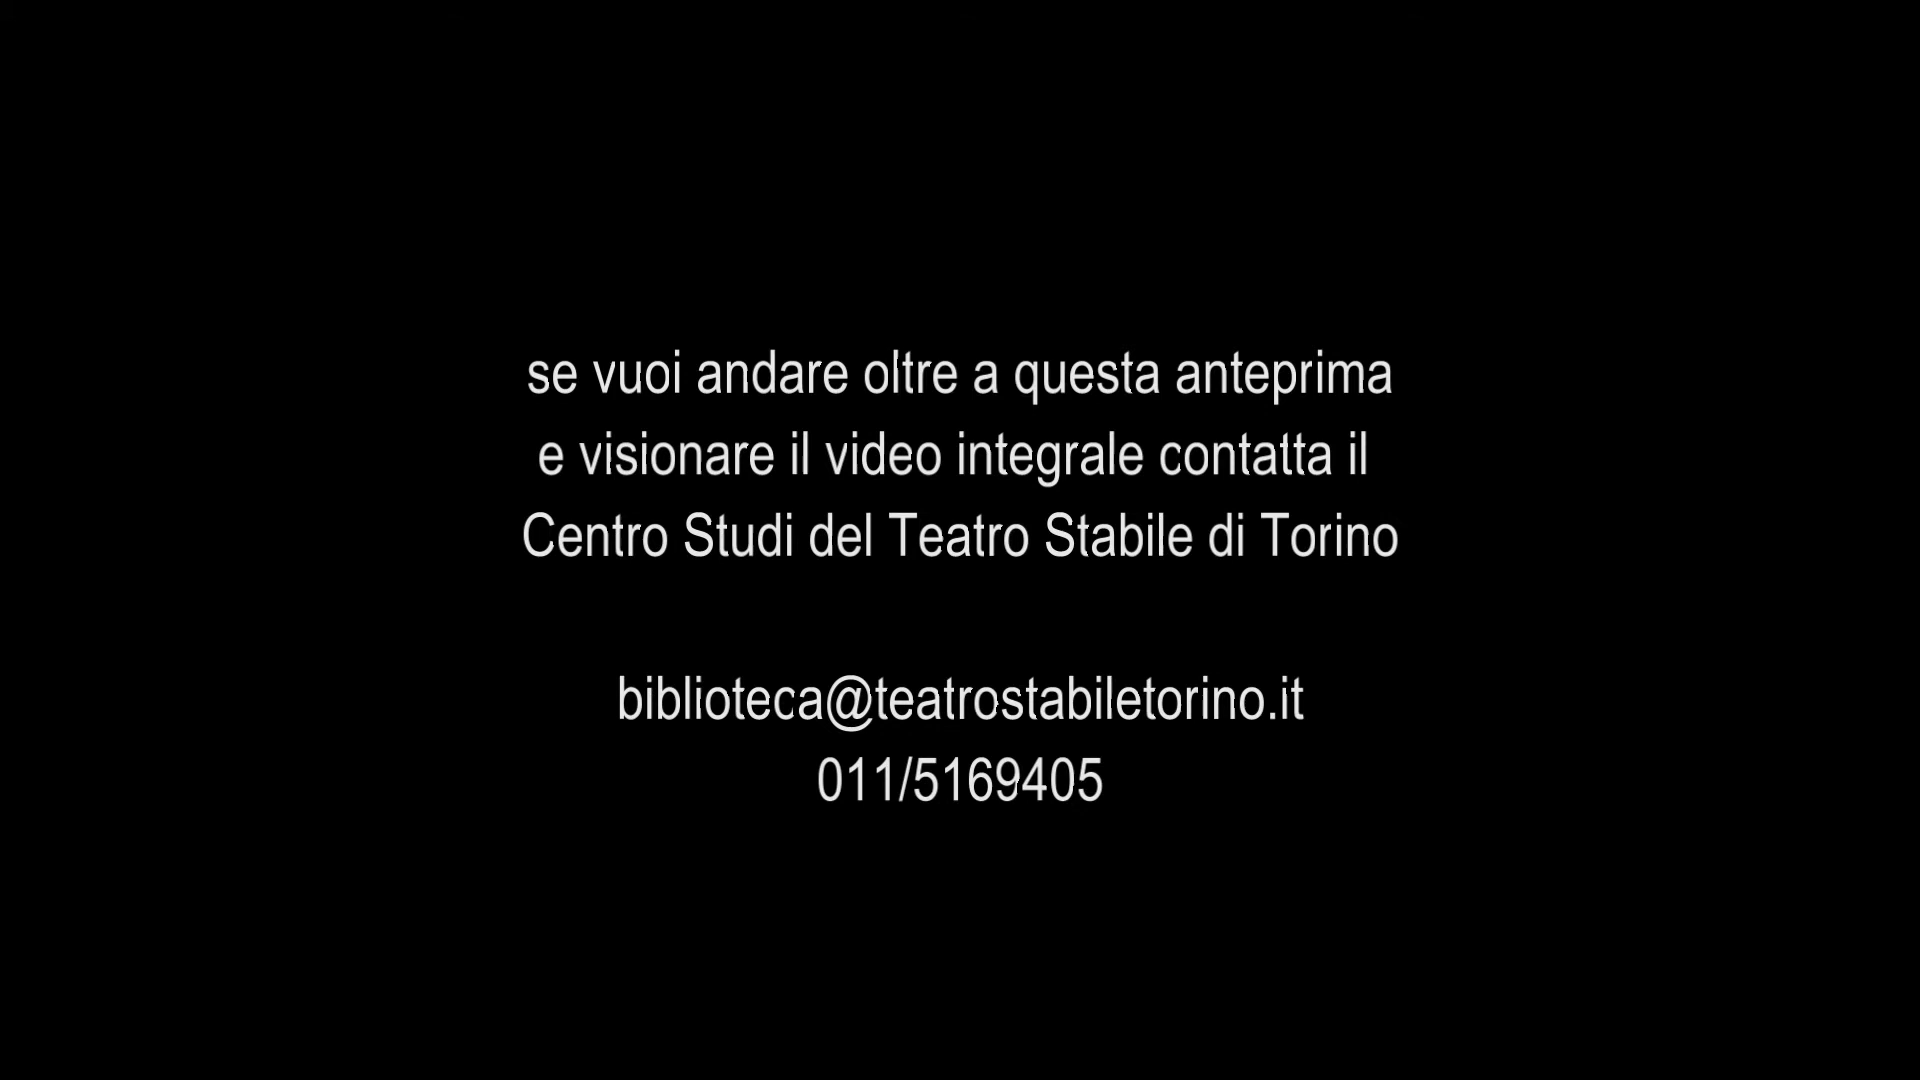 se vuoi andare oltre a questa anteprima
e visionare il video integrale contatta il
Centro Studi del Teatro Stabile di Torino
biblioteca@teatrostabiletorino.it
011/5169405